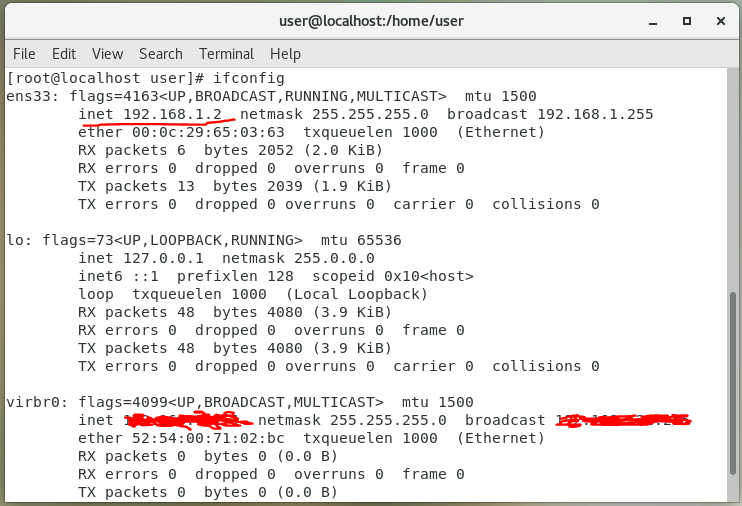 user@localhost:/home/user
File Edit View Search Terminal Help
[root@localhost user]# ifconfig
ens33: flags=4163<UP,BROADCAST,RUNNING,MULTICAST>  mtu 1500
        inet 192.168.1.2  netmask 255.255.255.0  broadcast 192.168.1.255
        ether 00:0c:29:65:03:63  txqueuelen 1000  (Ethernet)
        RX packets 6  bytes 2052 (2.0 KiB)
        RX errors 0  dropped 0  overruns 0  frame 0
        TX packets 13  bytes 2039 (1.9 KiB)
        TX errors 0  dropped 0 overruns 0  carrier 0  collisions 0
lo: flags=73<UP,LOOPBACK,RUNNING>  mtu 65536
        inet 127.0.0.1  netmask 255.0.0.0
        inet6 ::1  prefixlen 128  scopeid 0x10<host>
        loop  txqueuelen 1000  (Local Loopback)
        RX packets 48  bytes 4080 (3.9 KiB)
        RX errors 0  dropped 0  overruns 0  frame 0
        TX packets 48  bytes 4080 (3.9 KiB)
        TX errors 0  dropped 0 overruns 0  carrier 0  collisions 0
virbr0: flags=4099<UP,BROADCAST,MULTICAST>  mtu 1500
        inet netmask 255.255.255.0  broadcast
        ether 52:54:00:71:02:bc  txqueuelen 1000  (Ethernet)
        RX packets 0  bytes 0 (0.0 B)
        RX errors 0  dropped 0  overruns 0  frame 0
        TX packets 0  bytes 0 (0.0 B)